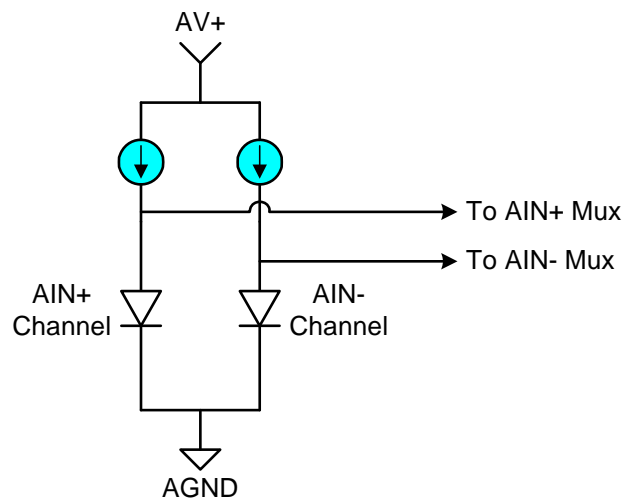 AV+
To AIN+ Mux
To AIN- Mux
AIN+
Channel
AIN-
Channel
AGND